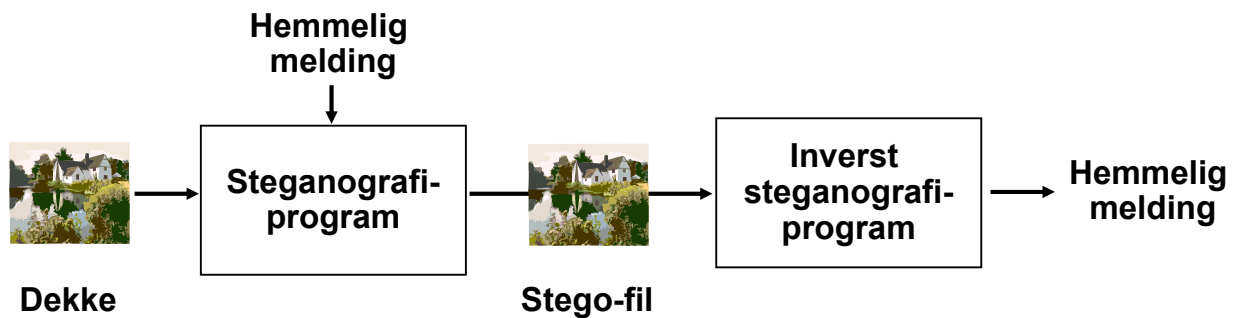 Hemmelig
melding
Steganografi-
program
Inverst
steganografi-
program
Hemmelig
melding
Dekke
Stego-fil